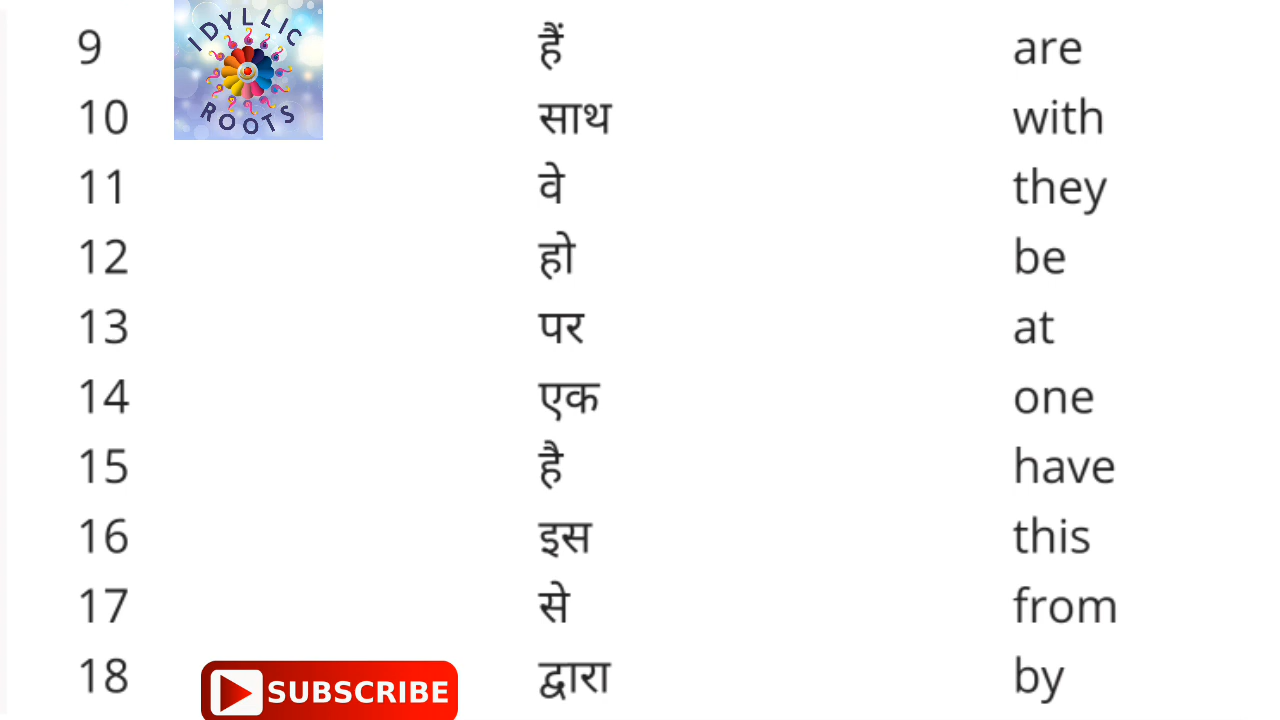 IDYLLIC
ROOTS
9 हैं are
10 साथ with
11 वे they
12 हो be
13 पर at
14 एक one
15 है have
16 इस this
17 से from
18 द्वारा by
SUBSCRIBE